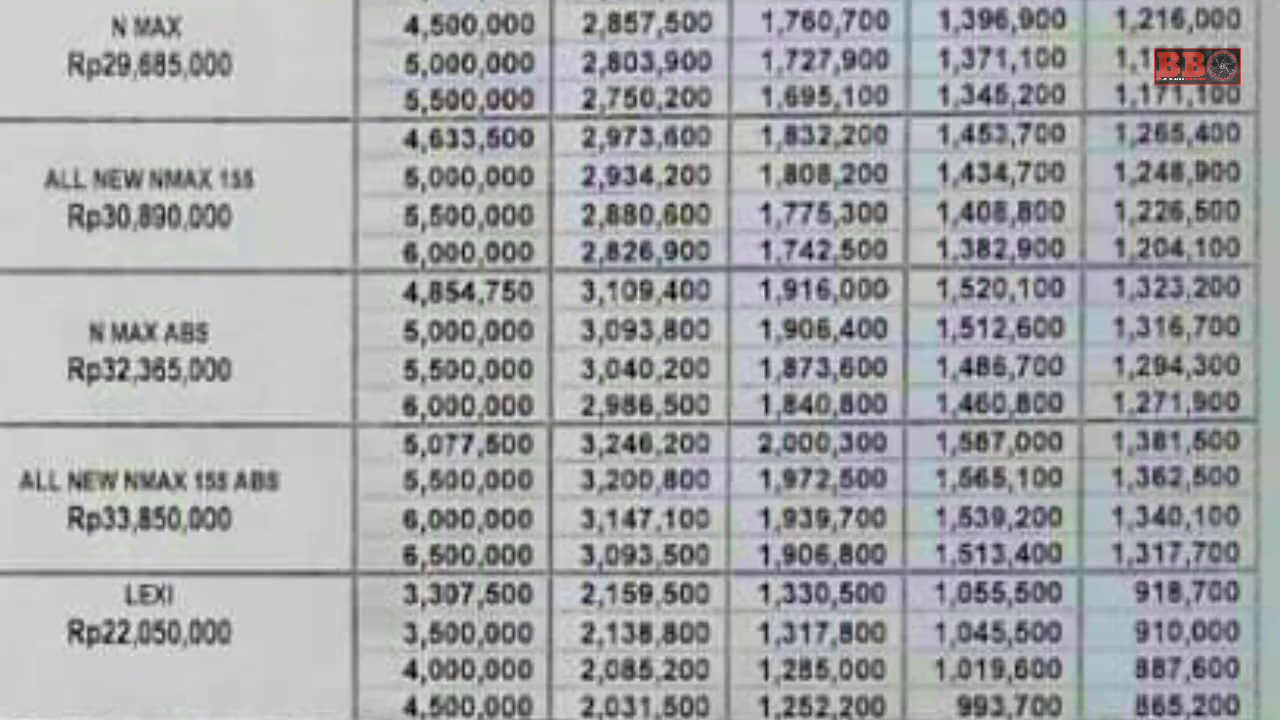 N MAX
Rp29,685,000
4,500,000 2,857,500 1,760,700 1,396,900 1,216,000
5,000,000 2,803,900 1,727,900 1,371,100
5,500,000 2,750,200 1,695,100 1,345,200 1,171,100
BBO
ALL NEW NMAX 155
Rp30,890,000
4,633,500 2,973,600 1,832,200 1,453,700 1,265,400
5,000,000 2,934,200 1,808,200 1,434,700 1,248,900
5,500,000 2,880,600 1,775,300 1,408,800 1,226,500
6,000,000 2,826,900 1,742,500 1,382,900 1,204,100
N MAX ABS
Rp32,365,000
4,854,750 3,109,400 1,916,000 1,520,100 1,323,200
5,000,000 3,093,800 1,906,400 1,512,600 1,316,700
5,500,000 3,040,200 1,873,600 1,486,700 1,294,300
6,000,000 2,986,500 1,840,800 1,460,800 1,271,900
ALL NEW NMAX 155 ABS
Rp33,850,000
5,077,500 3,246,200 2,000,300 1,587,000 1,381,500
5,500,000 3,200,800 1,972,500 1,565,100 1,362,500
6,000,000 3,147,100 1,939,700 1,539,200 1,340,100
6,500,000 3,093,500 1,906,800 1,513,400 1,317,700
LEXI
Rp22,050,000
3,307,500 2,159,500 1,330,500 1,055,500 918,700
3,500,000 2,138,800 1,317,800 1,045,500 910,000
4,000,000 2,085,200 1,285,000 1,019,600 887,600
4,500,000 2,031,500 1,252,200 993,700 865,200